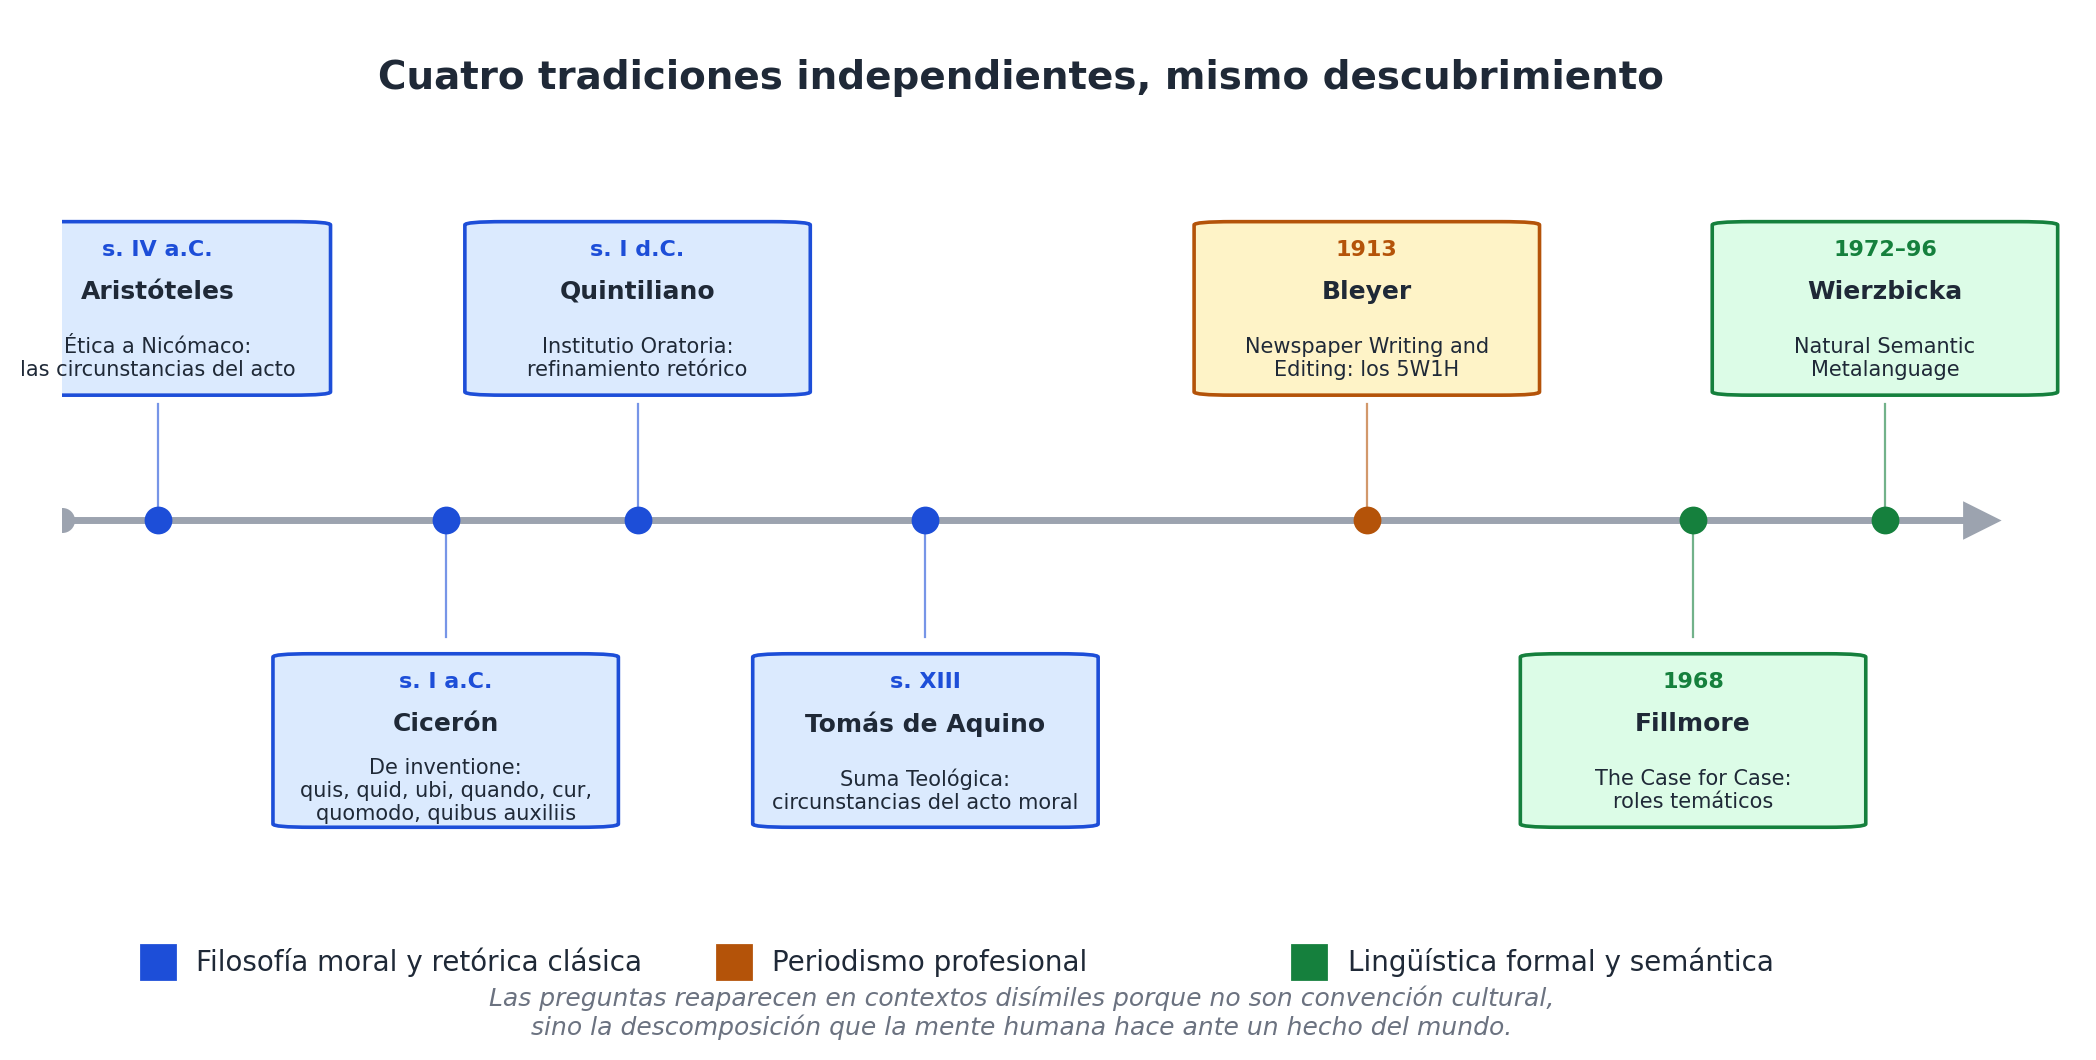 Cuatro tradiciones independientes, mismo descubrimiento
s. IV a.C.
Aristóteles
Ética a Nicómaco:
las circunstancias del acto
s. I d.C.
Quintiliano
Institutio Oratoria:
refinamiento retórico
1913
Bleyer
Newspaper Writing and
Editing: los 5W1H
1972–96
Wierzbicka
Natural Semantic
Metalanguage
s. I a.C.
Cicerón
De inventione:
quis, quid, ubi, quando, cur,
quomodo, quibus auxiliis
s. XIII
Tomás de Aquino
Suma Teológica:
circunstancias del acto moral
1968
Fillmore
The Case for Case:
roles temáticos
Filosofía moral y retórica clásica
Periodismo profesional
Lingüística formal y semántica
Las preguntas reaparecen en contextos disímiles porque no son convención cultural,
sino la descomposición que la mente humana hace ante un hecho del mundo.